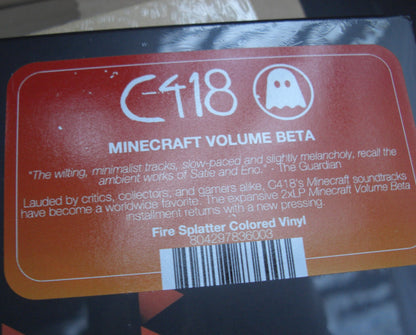 C-418
MINECRAFT VOLUME BETA
"The wilting, minimalist tracks, slow-paced and slightly melancholy, recall the
ambient works of Satie and Eno." - The Guardian
Lauded by critics, collectors, and gamers alike, C418's Minecraft soundtracks
have become a worldwide favorite. The expansive 2xLP Minecraft Volume Beta
installment returns with a new pressing
Fire Splatter Colored Vinyl
804297836003